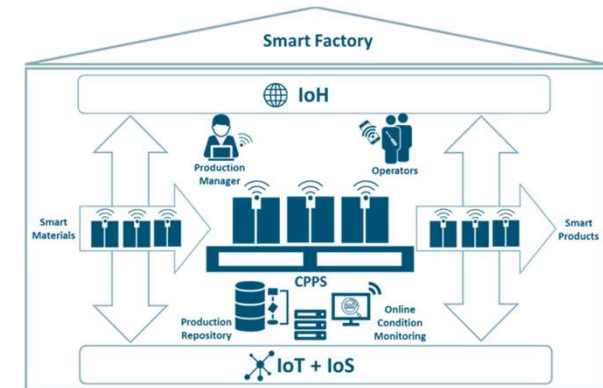 Smart Factory
IoH
Production
Manager
Operators
Smart
Materials
Smart
Products
CPPS
Production
Repository
Online
Condition
Monitoring
IoT + IoS